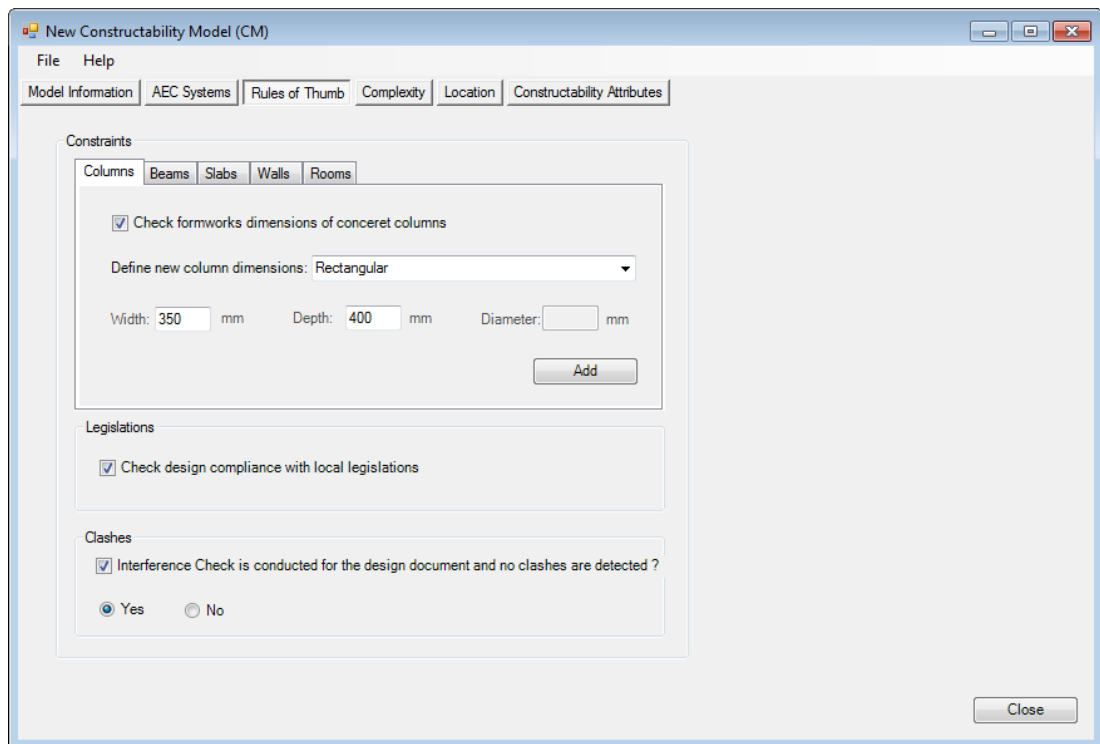 New Constructability Model (CM)
File Help
Model Information AEC Systems Rules of Thumb Complexity Location Constructability Attributes
Constraints
Columns Beams Slabs Walls Rooms
Check formworks dimensions of conceret columns
Define new column dimensions: Rectangular
Width: 350 mm Depth: 400 mm Diameter: mm
Add
Legislations
Check design compliance with local legislations
Clashes
Interference Check is conducted for the design document and no clashes are detected ?
Yes No
Close